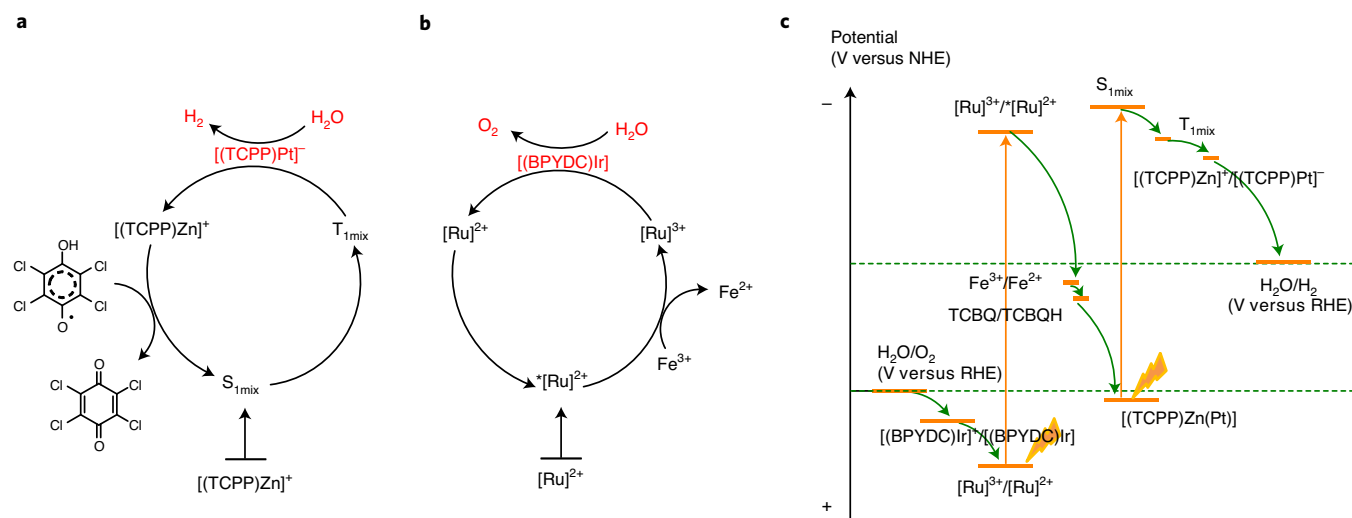 a
H₂
H₂O
[(TCPP)Pt]⁻
[(TCPP)Zn]⁺
T₁mix
OH
Cl
Cl
Cl
Cl
O•
O
Cl
Cl
Cl
Cl
O
S₁mix
[(TCPP)Zn]⁺
b
O₂
H₂O
[(BPYDC)Ir]
[Ru]²⁺
[Ru]³⁺
Fe²⁺
Fe³⁺
*[Ru]²⁺
[Ru]²⁺
c
Potential
(V versus NHE)
−
S₁mix
[Ru]³⁺/*[Ru]²⁺
T₁mix
[(TCPP)Zn]⁺/[(TCPP)Pt]⁻
Fe³⁺/Fe²⁺
H₂O/H₂
(V versus RHE)
TCBQ/TCBQH
H₂O/O₂
(V versus RHE)
[(TCPP)Zn(Pt)]
[(BPYDC)Ir]⁺/[(BPYDC)Ir]
[Ru]³⁺/[Ru]²⁺
+